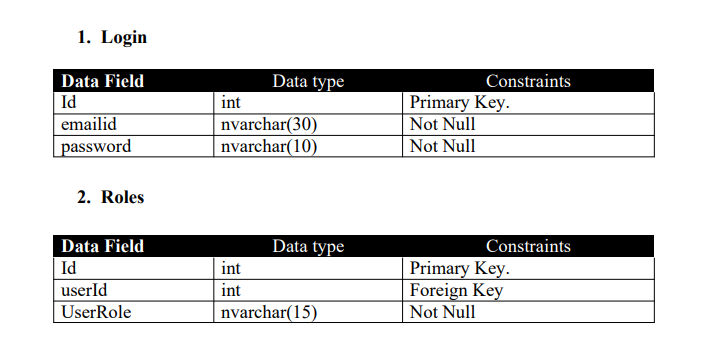 1. Login
Data Field Data type Constraints
Id int Primary Key.
emailid nvarchar(30) Not Null
password nvarchar(10) Not Null
2. Roles
Data Field Data type Constraints
Id int Primary Key.
userId int Foreign Key
UserRole nvarchar(15) Not Null